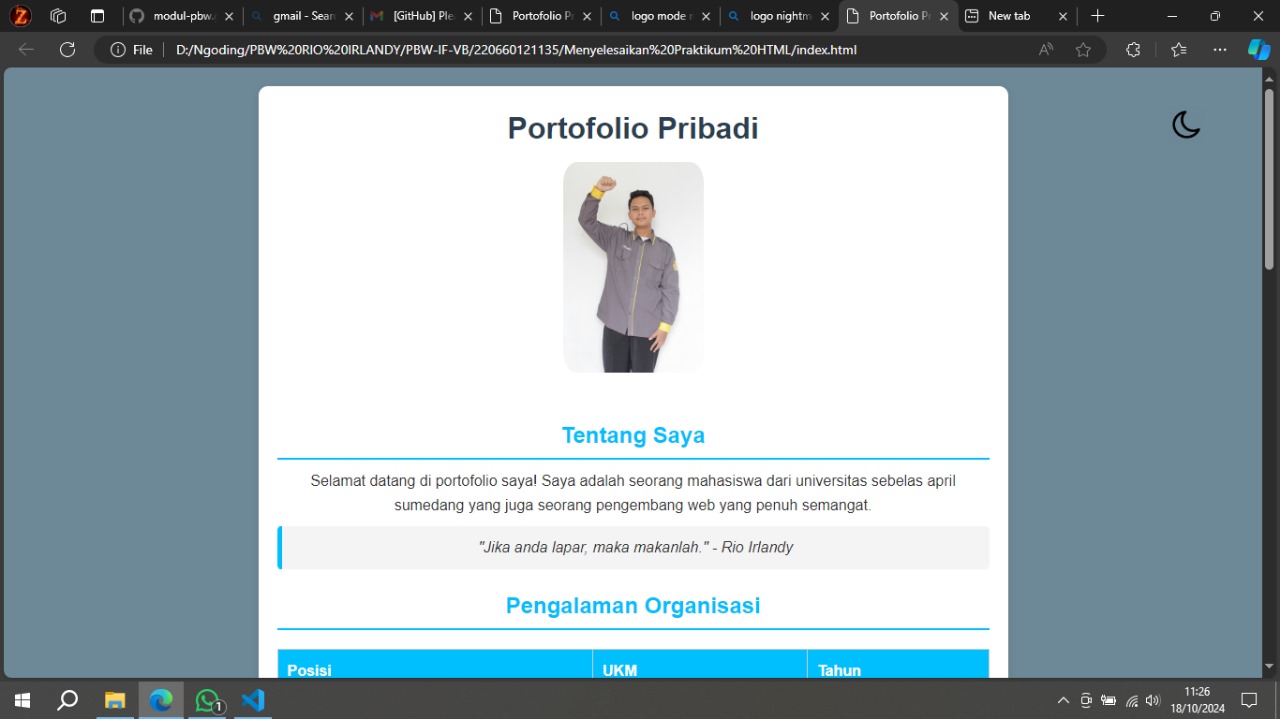 modul-pbw.
gmail - Sear
[GitHub] Ple
Portofolio P
logo mode
logo nightm
Portofolio P
New tab
File
D:/Ngoding/PBW%20RIO%20IRLANDY/PBW-IF-VB/220660121135/Menyelesaikan%20Praktikum%20HTML/index.html
Portofolio Pribadi
Tentang Saya
Selamat datang di portofolio saya! Saya adalah seorang mahasiswa dari universitas sebelas april
sumedang yang juga seorang pengembang web yang penuh semangat.
"Jika anda lapar, maka makanlah." - Rio Irlandy
Pengalaman Organisasi
Posisi UKM Tahun
1
11:26
18/10/2024